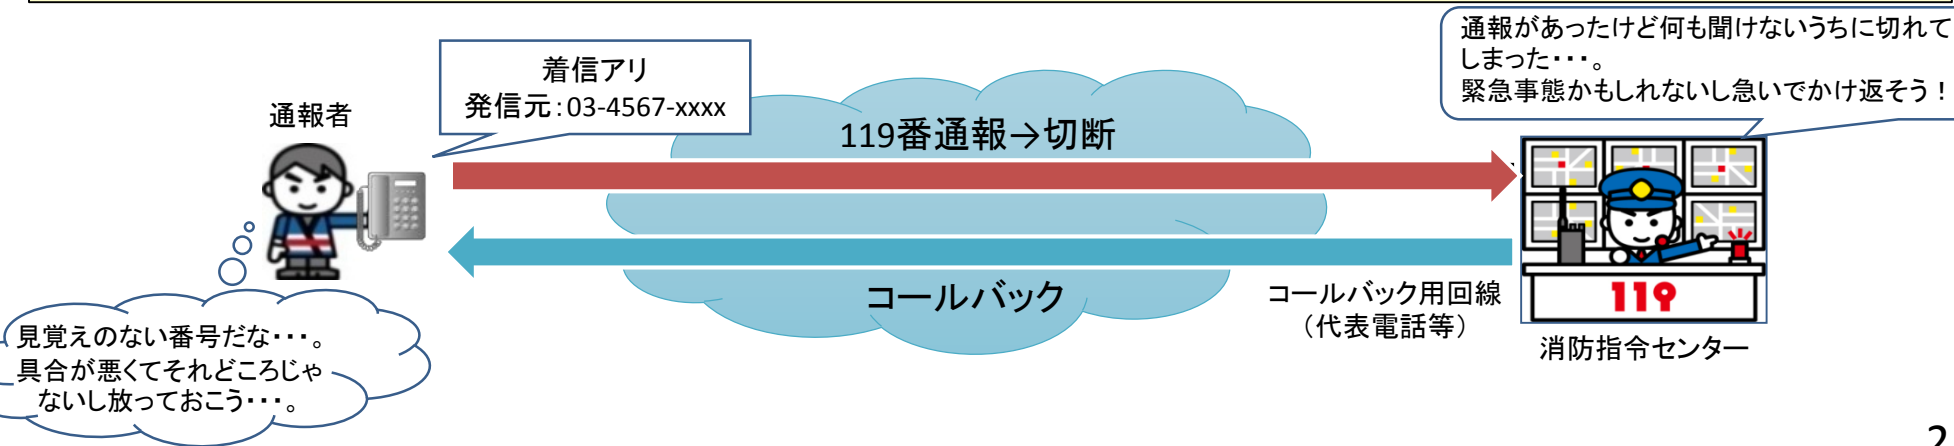 通報があったけど何も聞けないうちに切れて
しまった・・・。
緊急事態かもしれないし急いでかけ返そう！
着信アリ
発信元：03-4567-xxxx
通報者
119番通報→切断
コールバック
コールバック用回線
（代表電話等）
119
消防指令センター
見覚えのない番号だな・・・。
具合が悪くてそれどころじゃ
ないし放っておこう・・・。
2